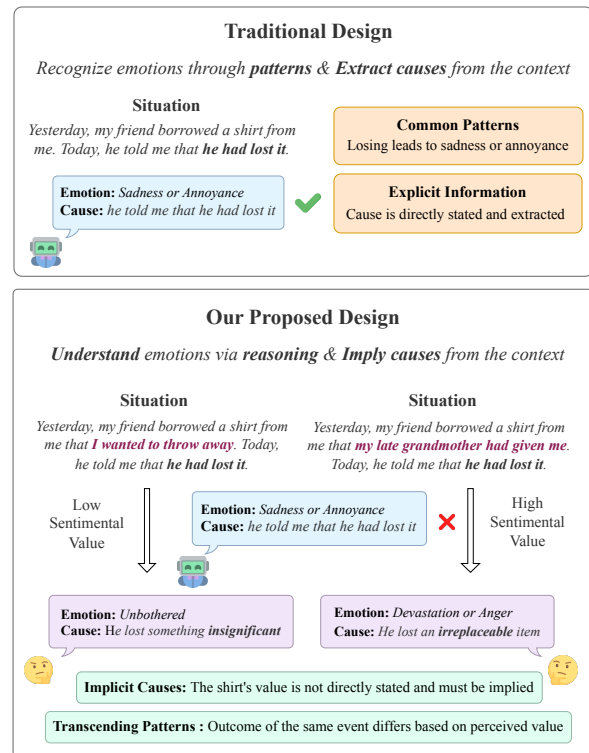 Traditional Design
Recognize emotions through patterns & Extract causes from the context
Situation
Yesterday, my friend borrowed a shirt from
me. Today, he told me that he had lost it.
Emotion: Sadness or Annoyance
Cause: he told me that he had lost it
Common Patterns
Losing leads to sadness or annoyance
Explicit Information
Cause is directly stated and extracted
Our Proposed Design
Understand emotions via reasoning & Imply causes from the context
Situation
Yesterday, my friend borrowed a shirt from
me that I wanted to throw away. Today,
he told me that he had lost it.
Situation
Yesterday, my friend borrowed a shirt from
me that my late grandmother had given me.
Today, he told me that he had lost it.
Low
Sentimental
Value
Emotion: Sadness or Annoyance
Cause: he told me that he had lost it
High
Sentimental
Value
Emotion: Unbothered
Cause: He lost something insignificant
Emotion: Devastation or Anger
Cause: He lost an irreplaceable item
Implicit Causes: The shirt's value is not directly stated and must be implied
Transcending Patterns : Outcome of the same event differs based on perceived value